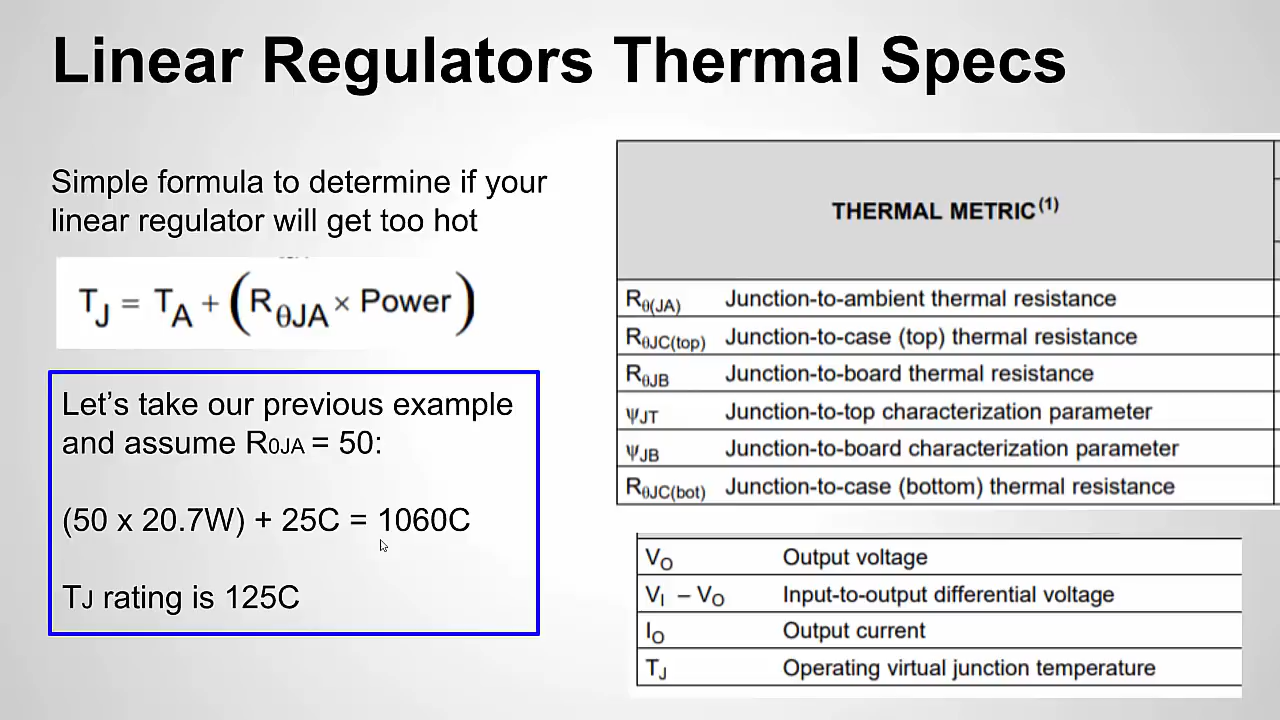 Linear Regulators Thermal Specs
Simple formula to determine if your
linear regulator will get too hot
TJ = TA + (RθJA × Power)
Let's take our previous example
and assume RθJA = 50:
(50 x 20.7W) + 25C = 1060C
TJ rating is 125C
THERMAL METRIC(1)
Rθ(JA) Junction-to-ambient thermal resistance
RθJC(top) Junction-to-case (top) thermal resistance
RθJB Junction-to-board thermal resistance
ψJT Junction-to-top characterization parameter
ψJB Junction-to-board characterization parameter
RθJC(bot) Junction-to-case (bottom) thermal resistance
VO Output voltage
VI – VO Input-to-output differential voltage
IO Output current
TJ Operating virtual junction temperature